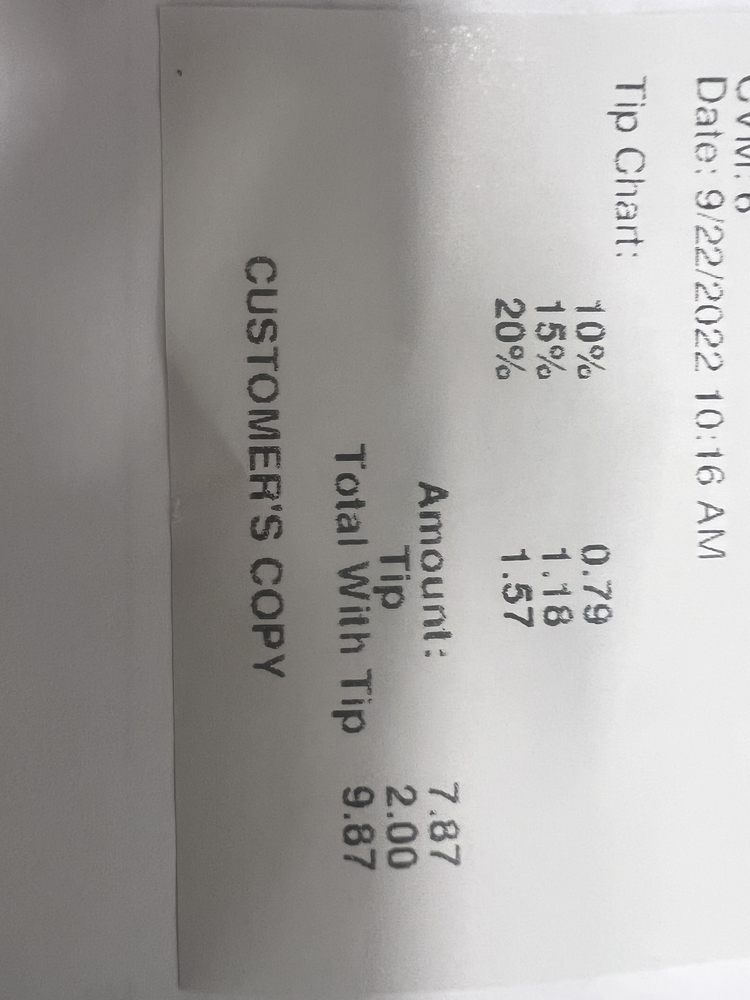 Date: 9/22/2022 10:16 AM
Tip Chart:
10% 0.79
15% 1.18
20% 1.57
Amount: 7.87
Tip 2.00
Total With Tip 9.87
CUSTOMER'S COPY